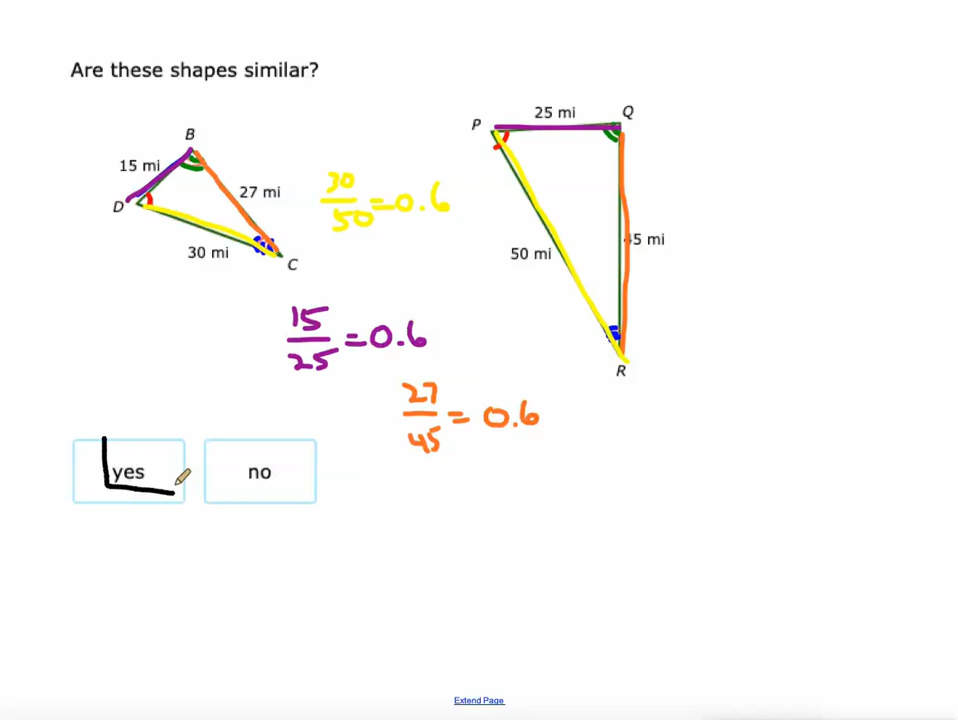 Are these shapes similar?
B
15 mi
D
27 mi
30 mi
C
30/50 = 0.6
P
25 mi
Q
50 mi
45 mi
R
15/25 = 0.6
27/45 = 0.6
yes
no
Extend Page